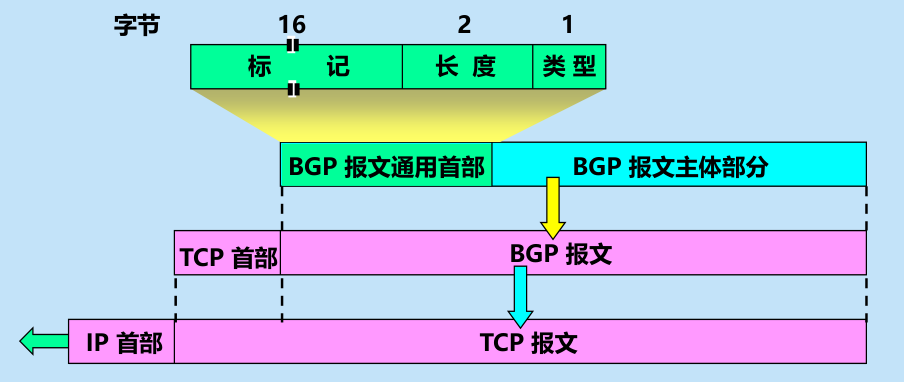 字节 16 2 1
标 记 长 度 类 型
BGP 报文通用首部 BGP 报文主体部分
TCP 首部 BGP 报文
IP 首部 TCP 报文